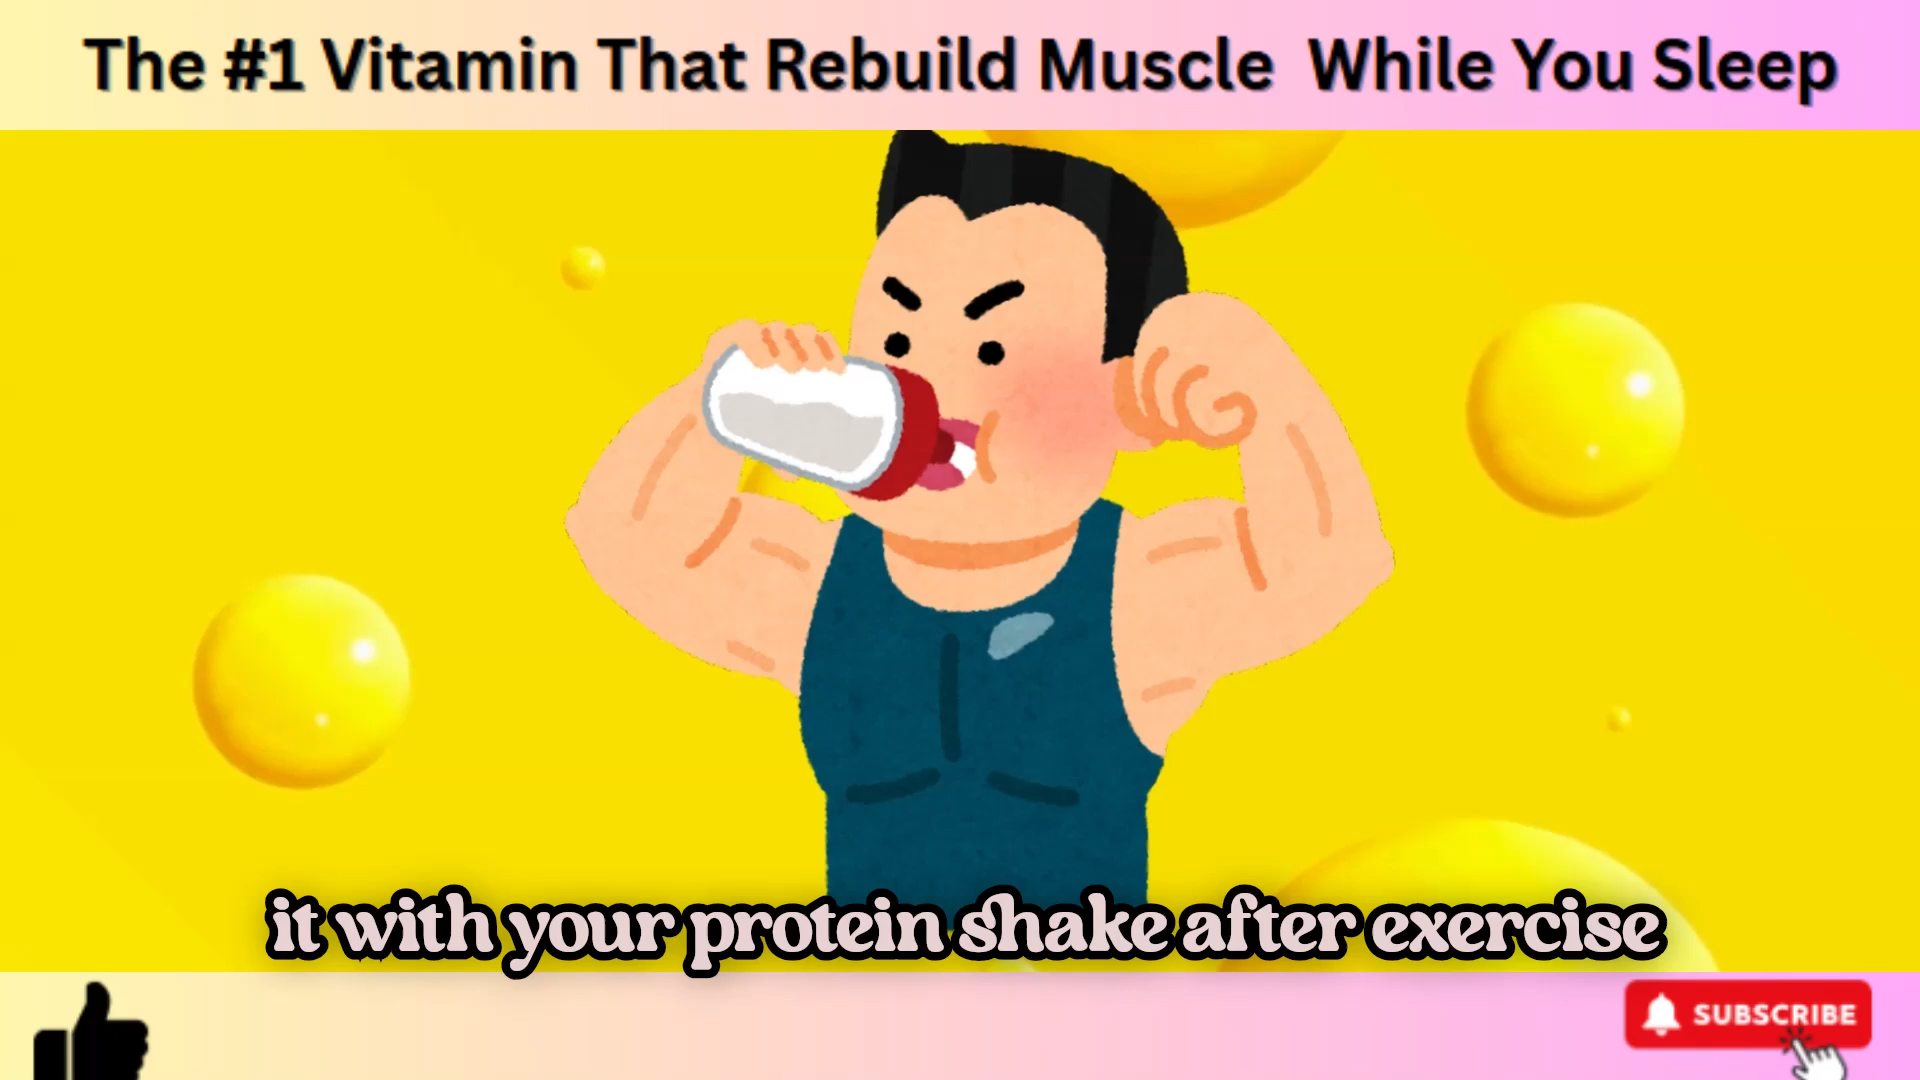 The #1 Vitamin That Rebuild Muscle While You Sleep
it with your protein shake after exercise
SUBSCRIBE